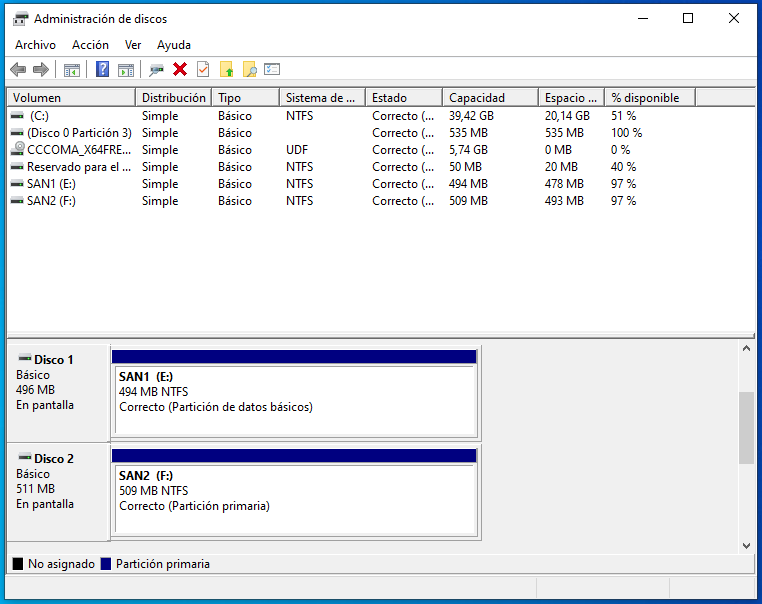 Administración de discos
Archivo Acción Ver Ayuda
Volumen Distribución Tipo Sistema de ... Estado Capacidad Espacio ... % disponible
(C:) Simple Básico NTFS Correcto (... 39,42 GB 20,14 GB 51 %
(Disco 0 Partición 3) Simple Básico Correcto (... 535 MB 535 MB 100 %
CCCOMA_X64FRE... Simple Básico UDF Correcto (... 5,74 GB 0 MB 0 %
Reservado para el ... Simple Básico NTFS Correcto (... 50 MB 20 MB 40 %
SAN1 (E:) Simple Básico NTFS Correcto (... 494 MB 478 MB 97 %
SAN2 (F:) Simple Básico NTFS Correcto (... 509 MB 493 MB 97 %
Disco 1
Básico
496 MB
En pantalla
SAN1 (E:)
494 MB NTFS
Correcto (Partición de datos básicos)
Disco 2
Básico
511 MB
En pantalla
SAN2 (F:)
509 MB NTFS
Correcto (Partición primaria)
No asignado Partición primaria